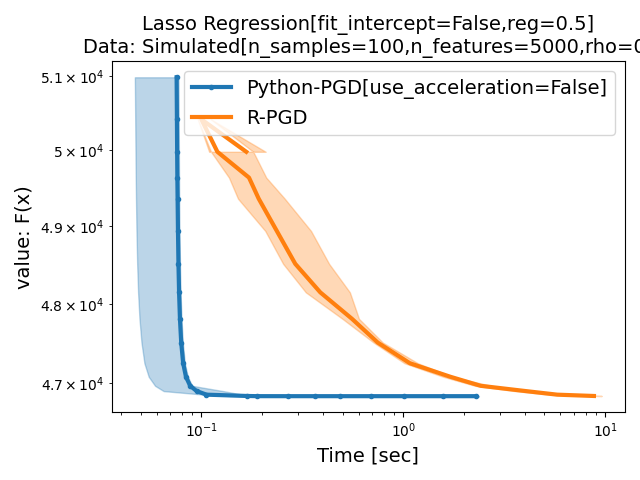 Lasso Regression[fit_intercept=False,reg=0.5]
Data: Simulated[n_samples=100,n_features=5000,rho=0
Python-PGD[use_acceleration=False]
R-PGD
value: F(x)
5.1 × 10⁴
5 × 10⁴
4.9 × 10⁴
4.8 × 10⁴
4.7 × 10⁴
10⁻¹
10⁰
10¹
Time [sec]